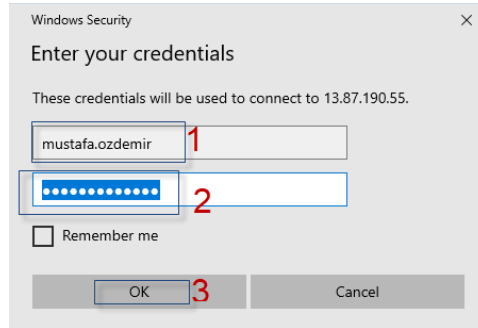 Windows Security
Enter your credentials
These credentials will be used to connect to 13.87.190.55.
mustafa.ozdemir 1
●●●●●●●●●●●●● 2
Remember me
OK 3 Cancel